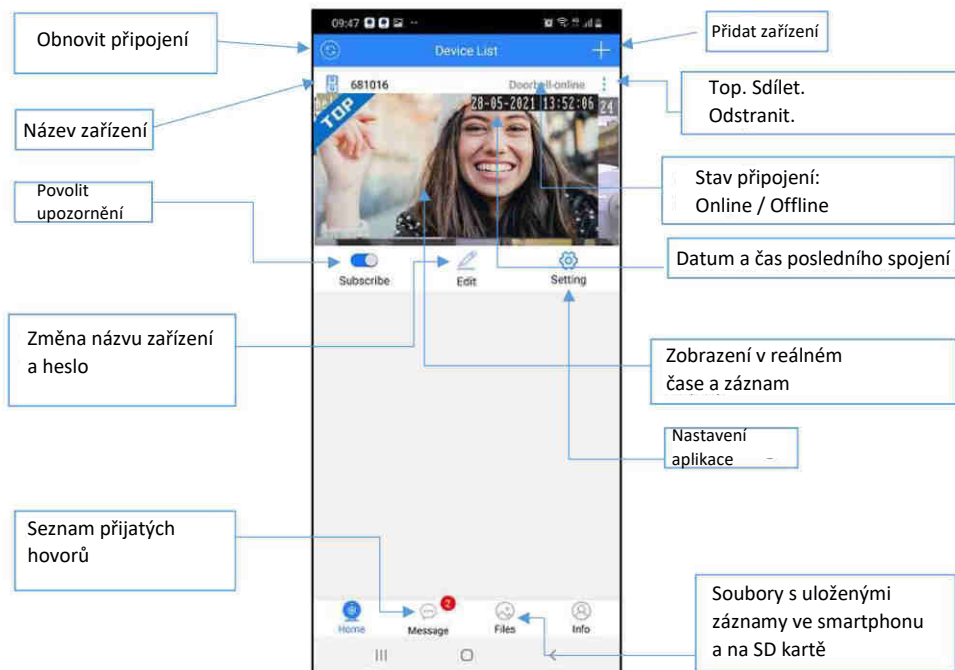 Obnovit připojení
Název zařízení
Povolit
upozornění
Změna názvu zařízení
a heslo
Seznam přijatých
hovorů
09:47
Device List
681016
Doorbell-online
TOP
28-05-2021 13:52:06
24
Subscribe
Edit
Setting
2
Home
Message
Files
Info
Přidat zařízení
Top. Sdílet.
Odstranit.
Stav připojení:
Online / Offline
Datum a čas posledního spojení
Zobrazení v reálném
čase a záznam
Nastavení
aplikace
Soubory s uloženými
záznamy ve smartphonu
a na SD kartě